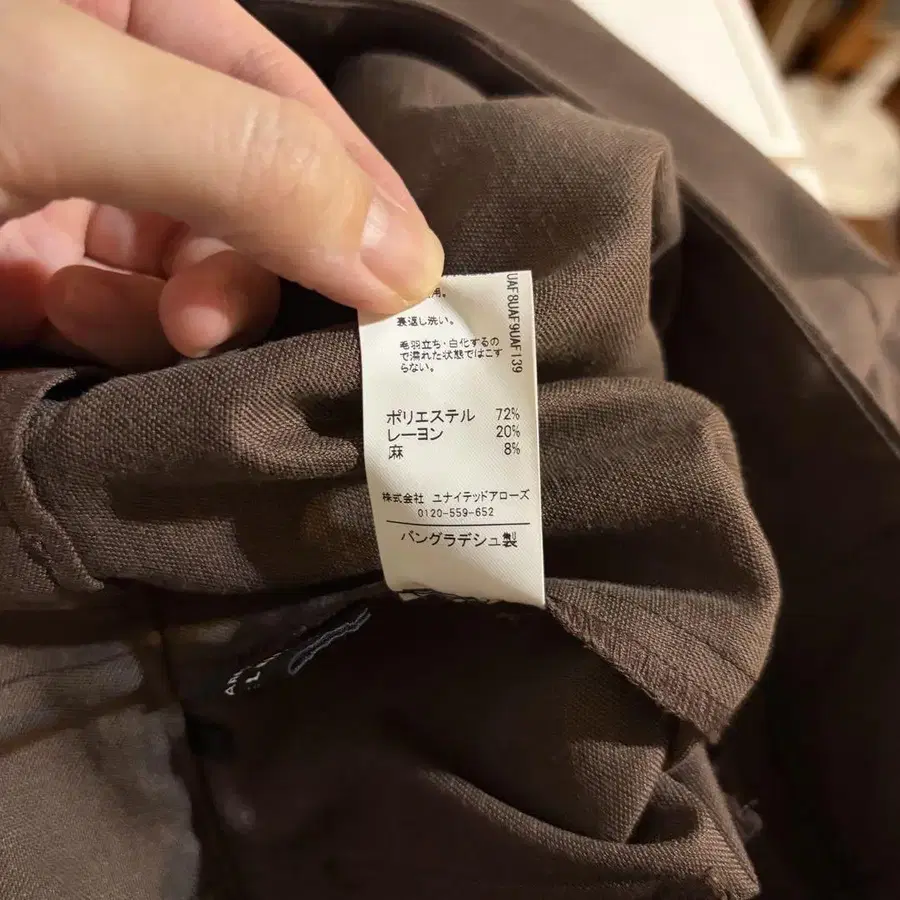 用。
裏返し洗い。
毛羽立ち・白化するの
で濡れた状態ではこす
らない。
ポリエステル 72%
レーヨン 20%
麻 8%
株式会社 ユナイテッドアローズ
0120-559-652
バングラデシュ製
UAF8UAF9UAF139